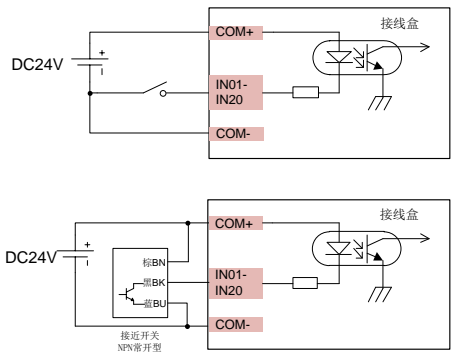 接线盒
COM+
DC24V
+
IN01-
IN20
COM-
接线盒
COM+
DC24V
+
棕BN
黑BK
IN01-
IN20
蓝BU
COM-
接近开关
NPN常开型